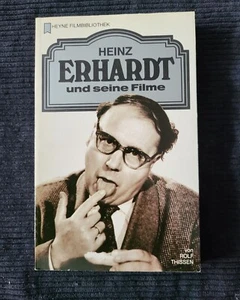 HEYNE FILMBIBLIOTHEK
HEINZ
ERHARDT
und seine Filme
von
ROLF
THISSEN